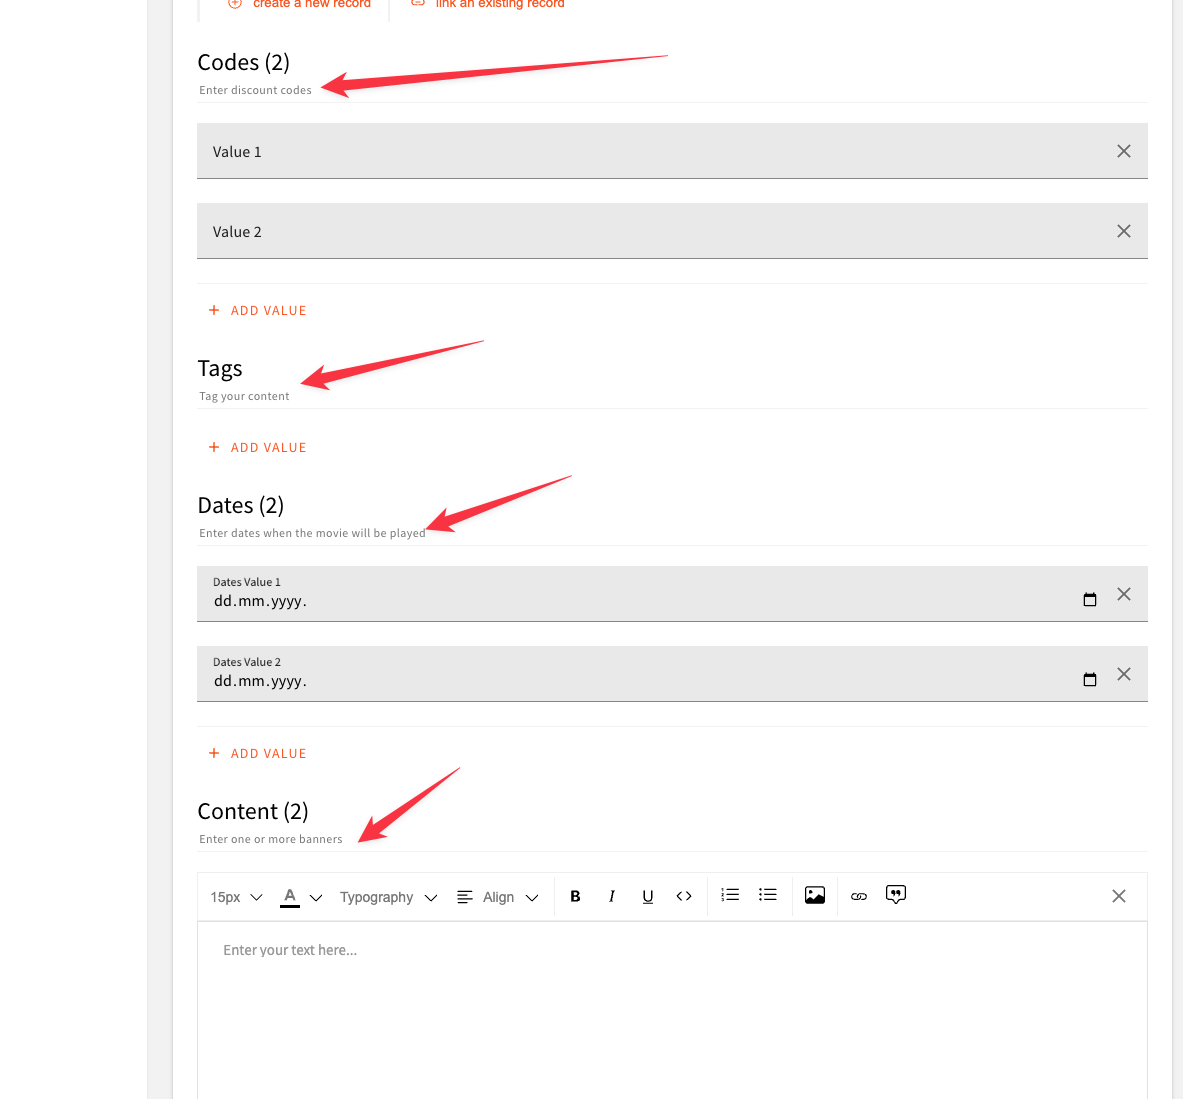 create a new record
link an existing record
Codes (2)
Enter discount codes
Value 1
Value 2
ADD VALUE
Tags
Tag your content
ADD VALUE
Dates (2)
Enter dates when the movie will be played
Dates Value 1
dd.mm.yyyy.
Dates Value 2
dd.mm.yyyy.
ADD VALUE
Content (2)
Enter one or more banners
15px A Typography Align B I U
Enter your text here...